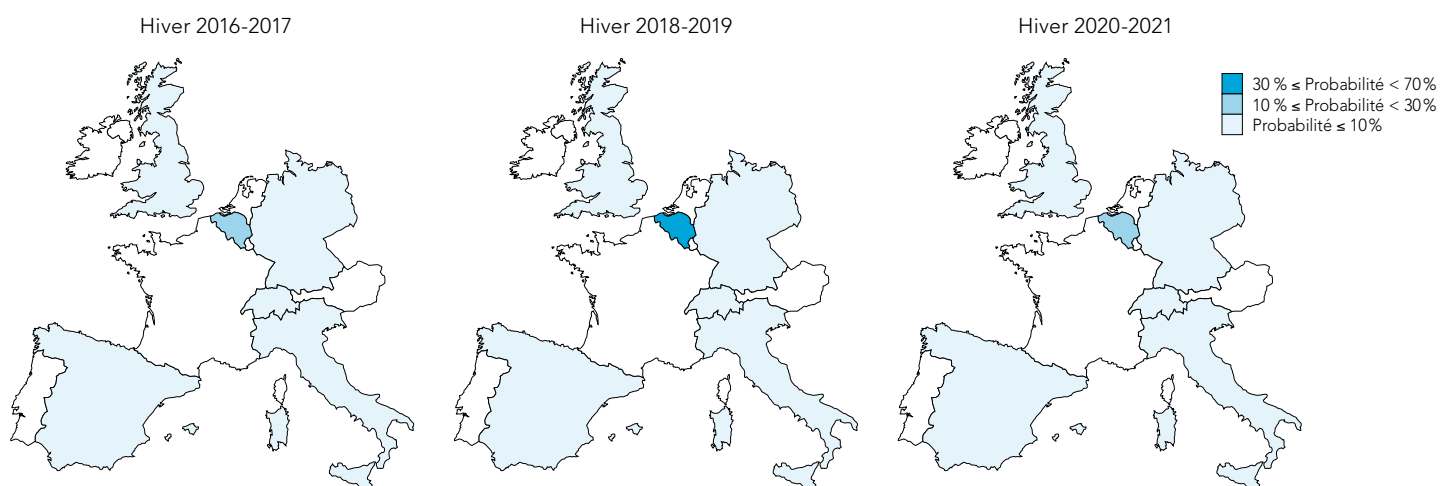 Hiver 2016-2017
Hiver 2018-2019
Hiver 2020-2021
30 % ≤ Probabilité < 70 %
10 % ≤ Probabilité < 30 %
Probabilité ≤ 10 %